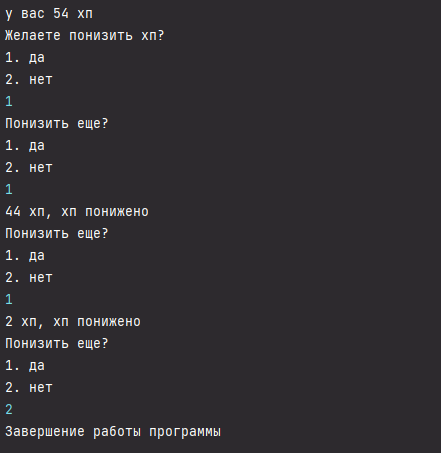 у вас 54 хп
Желаете понизить хп?
1. да
2. нет
1
Понизить еще?
1. да
2. нет
1
44 хп, хп понижено
Понизить еще?
1. да
2. нет
1
2 хп, хп понижено
Понизить еще?
1. да
2. нет
2
Завершение работы программы